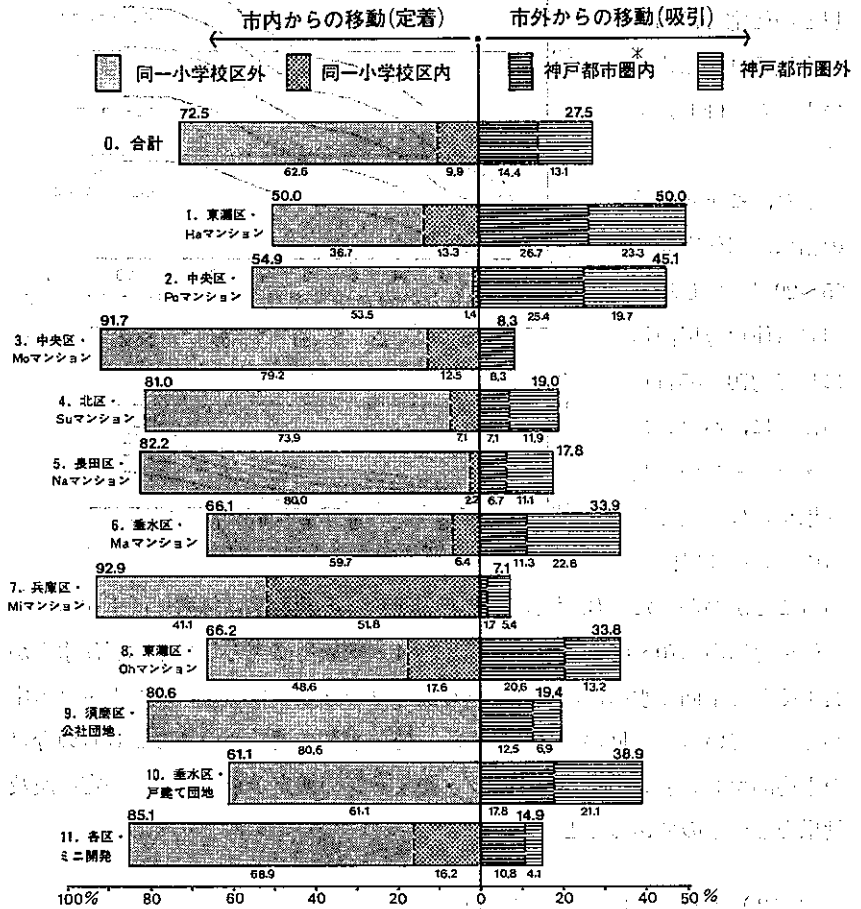 市内からの移動(定着) 市外からの移動(吸引)
同一小学校区外 同一小学校区内 神戸都市圏内* 神戸都市圏外
72.5 27.5
0. 合計
62.6 9.9 14.4 13.1
50.0 50.0
1. 東灘区・
Haマンション
36.7 13.3 26.7 23.3
54.9 45.1
2. 中央区・
Poマンション
53.5 1.4 25.4 19.7
91.7 8.3
3. 中央区・
Moマンション
79.2 12.5 8.3
81.0 19.0
4. 北区・
Suマンション
73.9 7.1 7.1 11.9
82.2 17.8
5. 長田区・
Naマンション
80.0 2.2 6.7 11.1
66.1 33.9
6. 垂水区・
Maマンション
59.7 6.4 11.3 22.6
92.9 7.1
7. 兵庫区・
Miマンション
41.1 51.8 1.7 5.4
66.2 33.8
8. 東灘区・
Ohマンション
48.6 17.6 20.6 13.2
80.6 19.4
9. 須磨区・
公社団地
80.6 12.5 6.9
61.1 38.9
10. 垂水区・
戸建て団地
61.1 17.8 21.1
85.1 14.9
11. 各区・
ミニ開発
68.9 16.2 10.8 4.1
100% 80 60 40 20 0 20 40 50 %